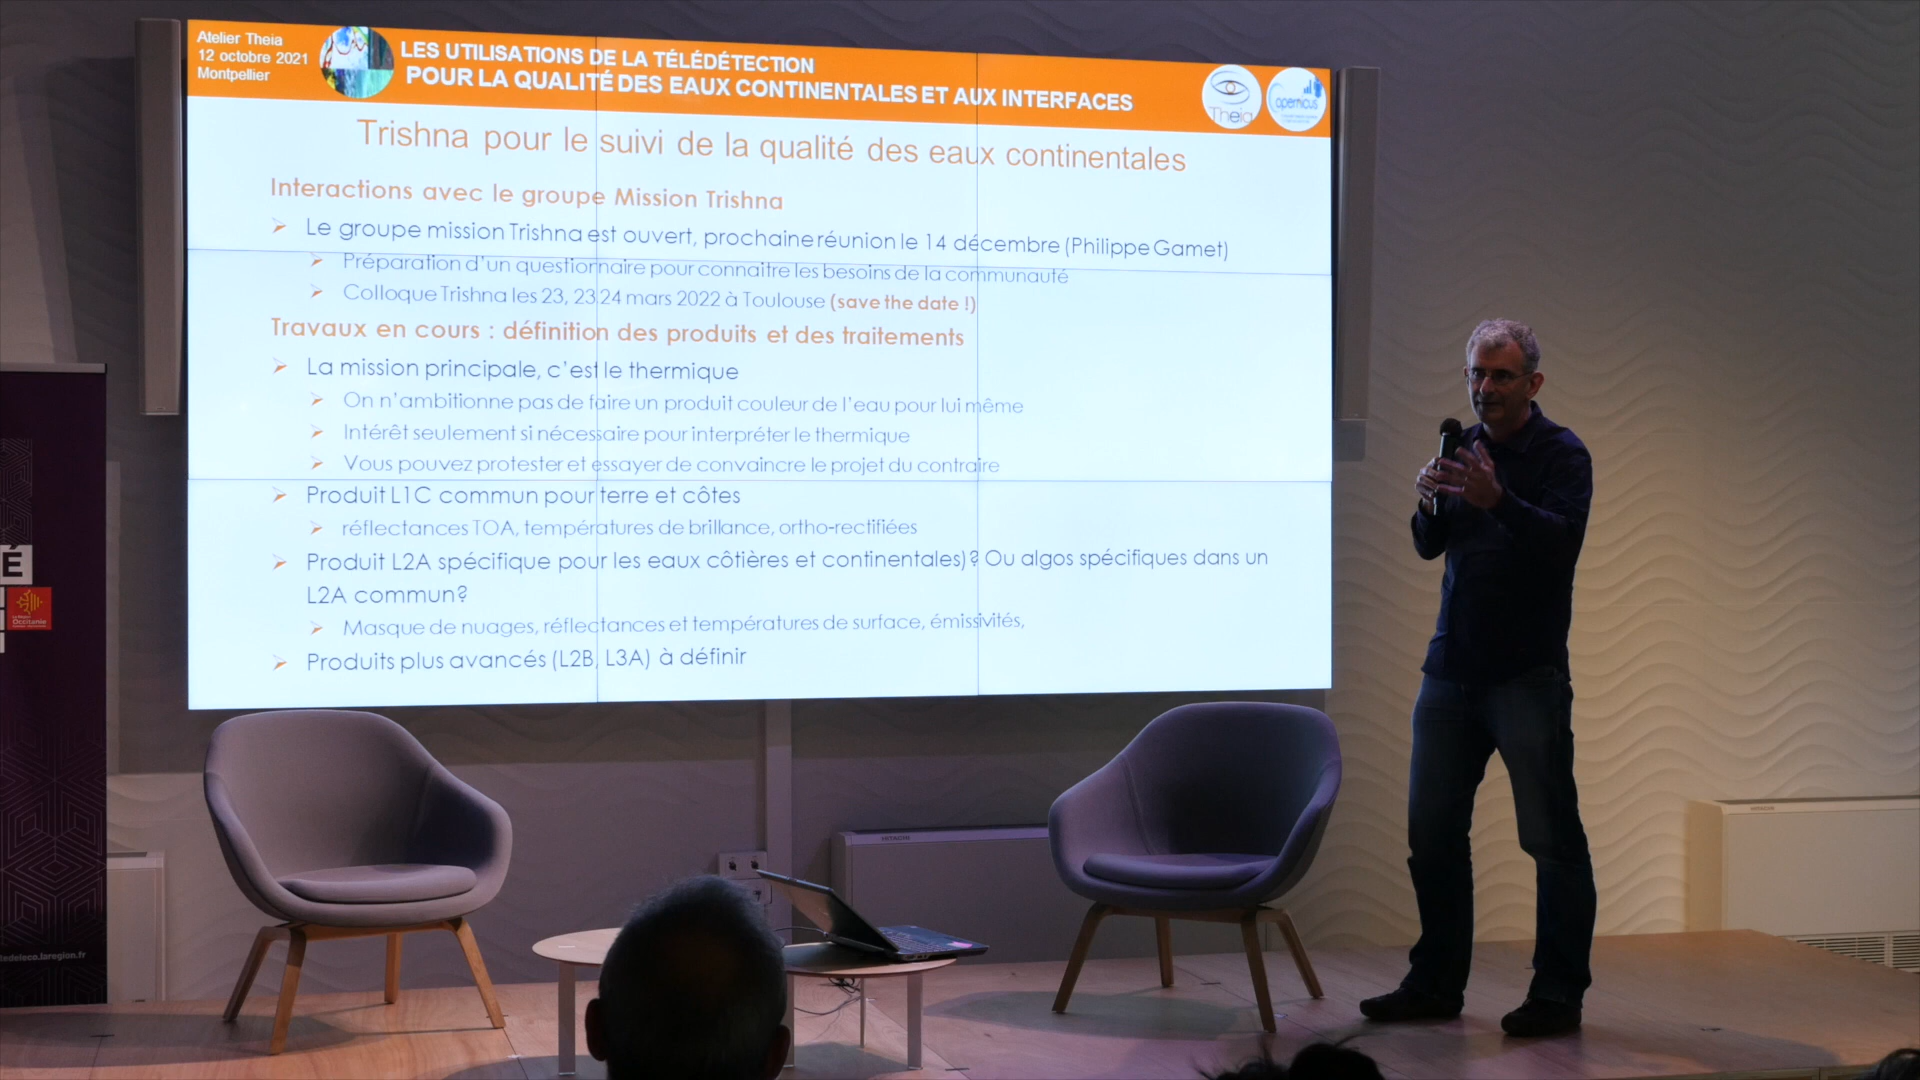 Atelier Theia
12 octobre 2021
Montpellier
LES UTILISATIONS DE LA TÉLÉDÉTECTION
POUR LA QUALITÉ DES EAUX CONTINENTALES ET AUX INTERFACES
Theia
opernicus
Trishna pour le suivi de la qualité des eaux continentales
Interactions avec le groupe Mission Trishna
Le groupe mission Trishna est ouvert, prochaine réunion le 14 décembre (Philippe Gamet)
Préparation d'un questionnaire pour connaitre les besoins de la communauté
Colloque Trishna les 23, 23 24 mars 2022 à Toulouse (save the date !)
Travaux en cours : définition des produits et des traitements
La mission principale, c'est le thermique
On n'ambitionne pas de faire un produit couleur de l'eau pour lui même
Intérêt seulement si nécessaire pour interpréter le thermique
Vous pouvez protester et essayer de convaincre le projet du contraire
Produit L1C commun pour terre et côtes
réflectances TOA, températures de brillance, ortho-rectifiées
Produit L2A spécifique pour les eaux côtières et continentales)? Ou algos spécifiques dans un
L2A commun?
Masque de nuages, réflectances et températures de surface, émissivités,
Produits plus avancés (L2B, L3A) à définir
É
Occitanie
tedeleco.laregion.fr
HITACHI
HITACHI